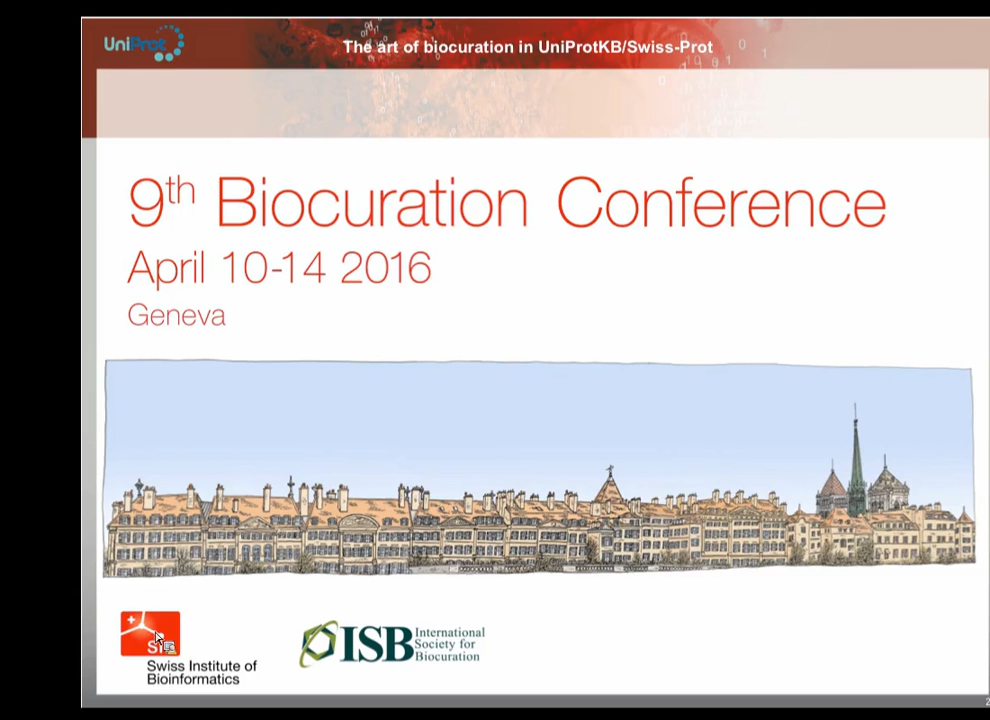 UniProt
The art of biocuration in UniProtKB/Swiss-Prot
9th Biocuration Conference
April 10-14 2016
Geneva
Swiss Institute of
Bioinformatics
ISB
International
Society for
Biocuration